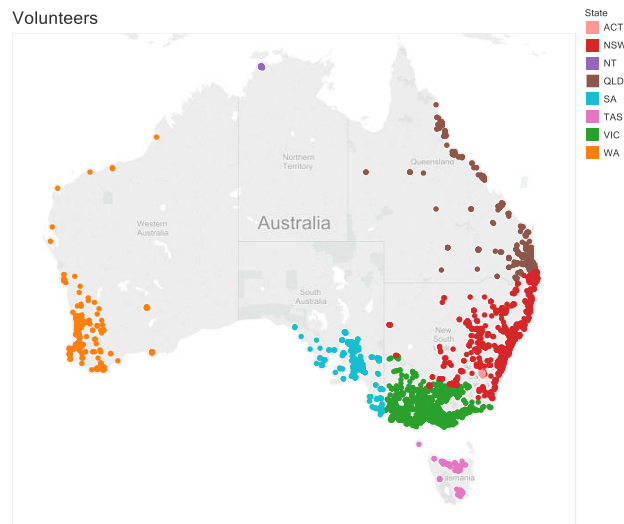 Volunteers
State
ACT
NSW
NT
QLD
SA
TAS
VIC
WA
Northern
Territory
Queensland
Western
Australia
Australia
South
Australia
New
South